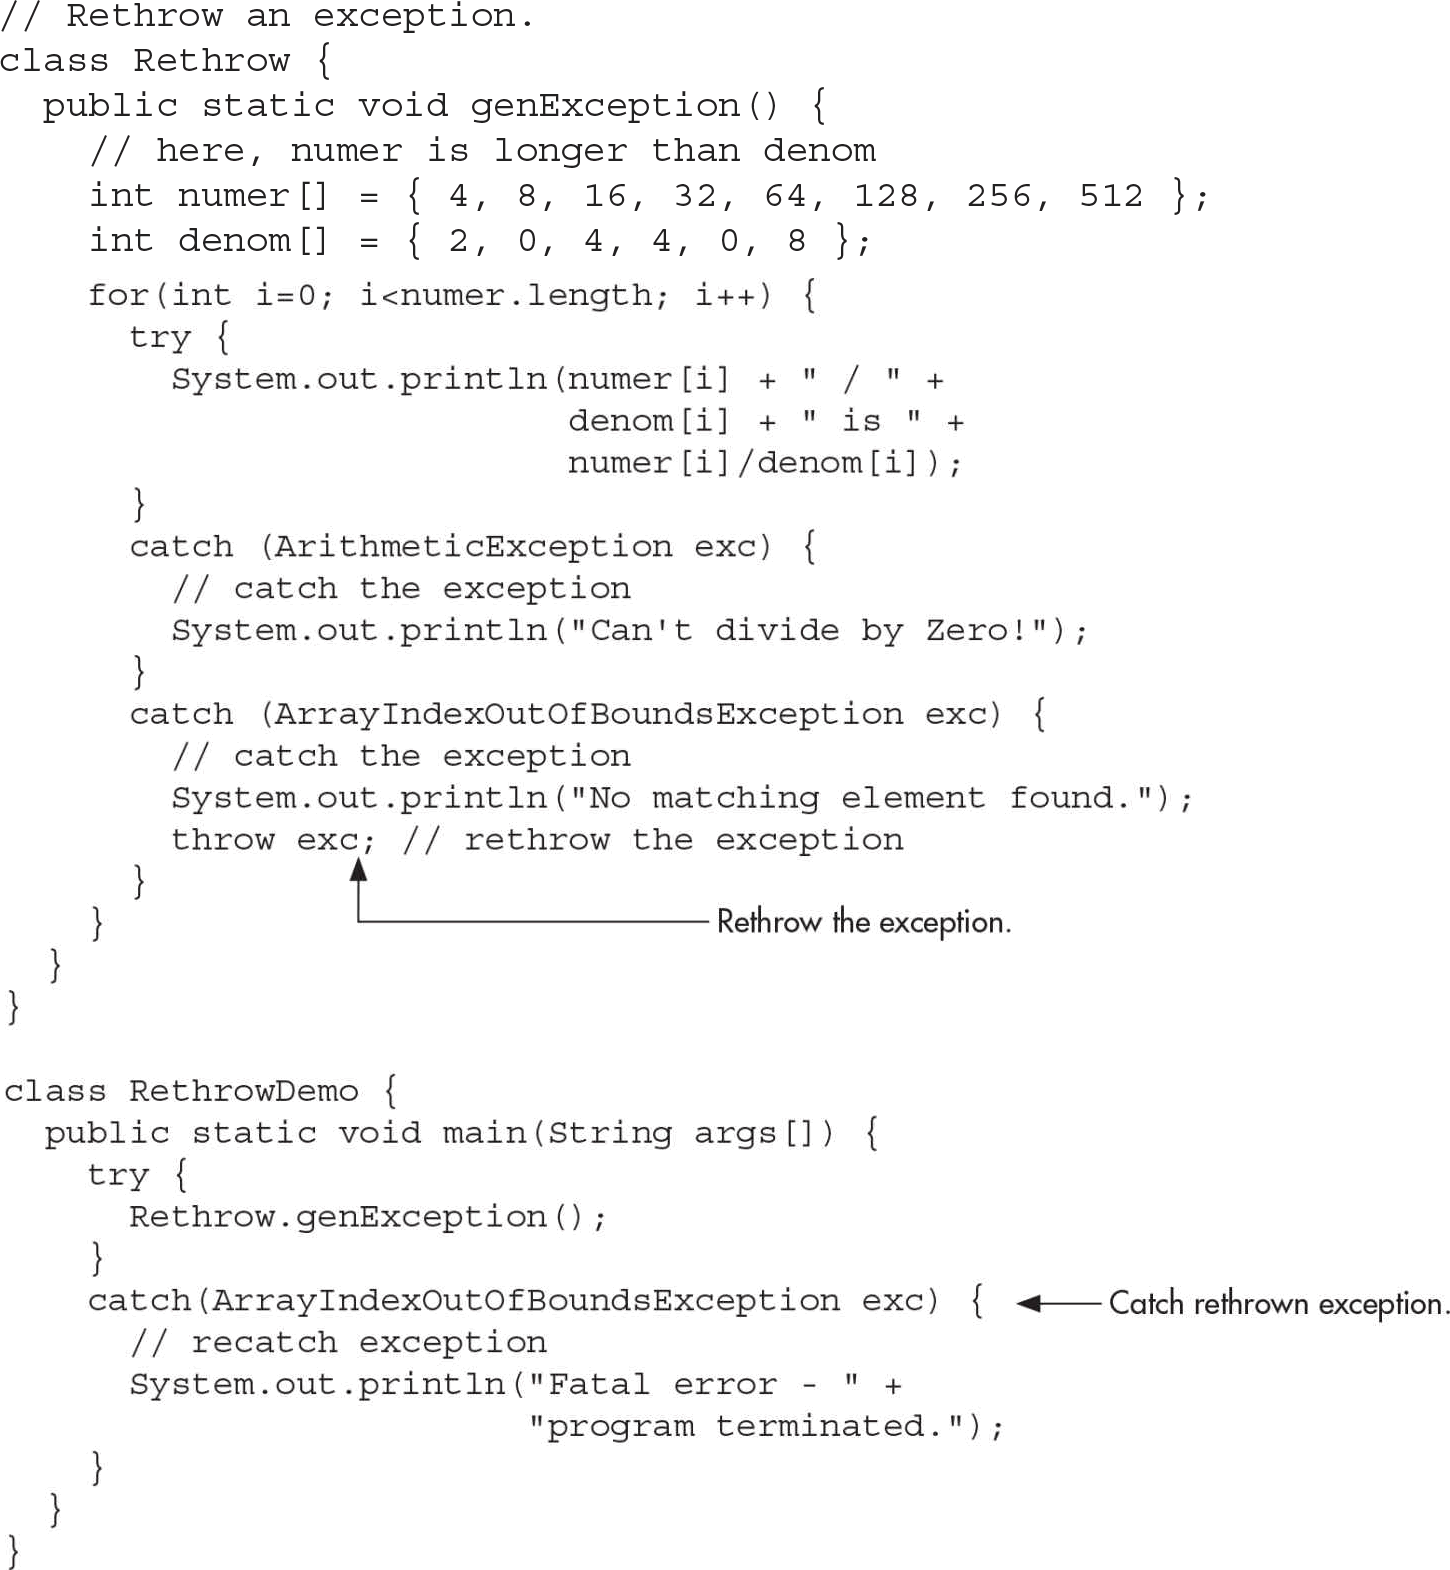 // Rethrow an exception.
class Rethrow {
  public static void genException() {
    // here, numer is longer than denom
    int numer[] = { 4, 8, 16, 32, 64, 128, 256, 512 };
    int denom[] = { 2, 0, 4, 4, 0, 8 };
    for(int i=0; i<numer.length; i++) {
      try {
        System.out.println(numer[i] + " / " +
                           denom[i] + " is " +
                           numer[i]/denom[i]);
      }
      catch (ArithmeticException exc) {
        // catch the exception
        System.out.println("Can't divide by Zero!");
      }
      catch (ArrayIndexOutOfBoundsException exc) {
        // catch the exception
        System.out.println("No matching element found.");
        throw exc; // rethrow the exception
      }
Rethrow the exception.
    }
  }
}
class RethrowDemo {
  public static void main(String args[]) {
    try {
      Rethrow.genException();
    }
    catch(ArrayIndexOutOfBoundsException exc) { Catch rethrown exception.
      // recatch exception
      System.out.println("Fatal error - " +
                         "program terminated.");
    }
  }
}